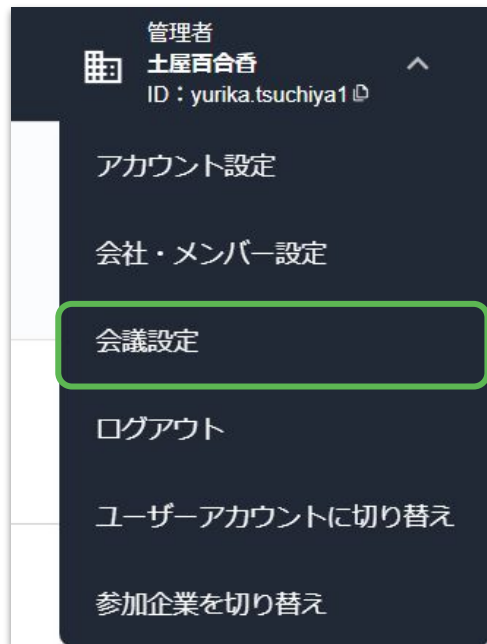 管理者
土屋百合香
ID：yurika.tsuchiya1
アカウント設定
会社・メンバー設定
会議設定
ログアウト
ユーザーアカウントに切り替え
参加企業を切り替え